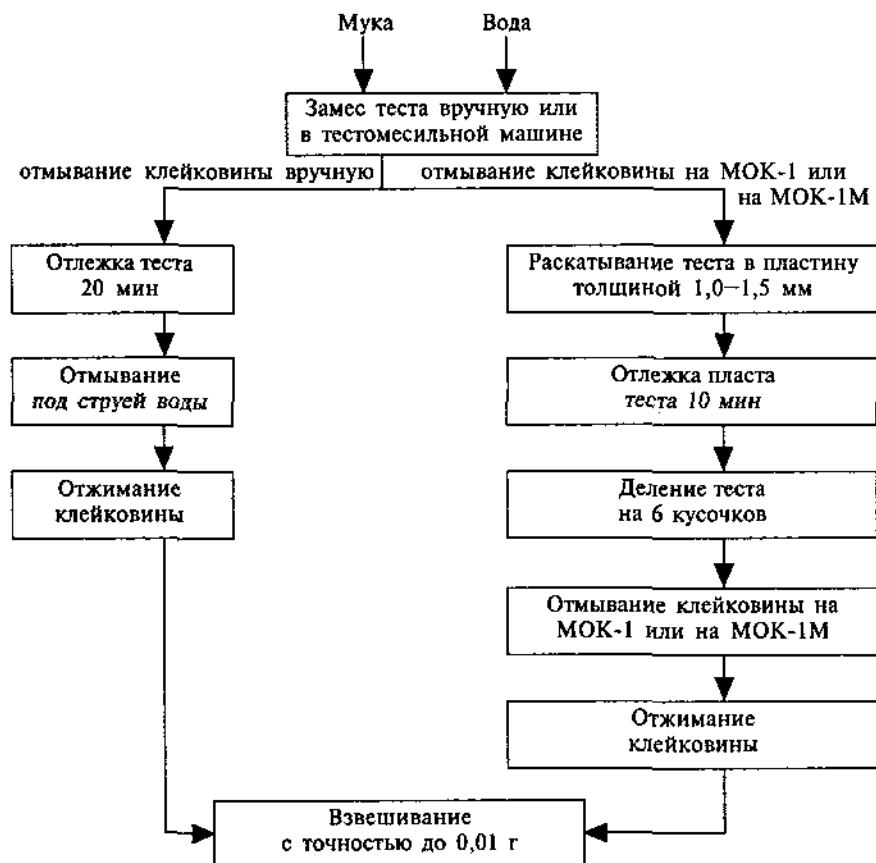 Мука
Вода
Замес теста вручную или
в тестомесильной машине
отмывание клейковины вручную
отмывание клейковины на МОК-1 или
на МОК-1М
Отлежка теста
20 мин
Отмывание
под струей воды
Отжимание
клейковины
Раскатывание теста в пластину
толщиной 1,0—1,5 мм
Отлежка пласта
теста 10 мин
Деление теста
на 6 кусочков
Отмывание клейковины на
МОК-1 или на МОК-1М
Отжимание
клейковины
Взвешивание
с точностью до 0,01 г